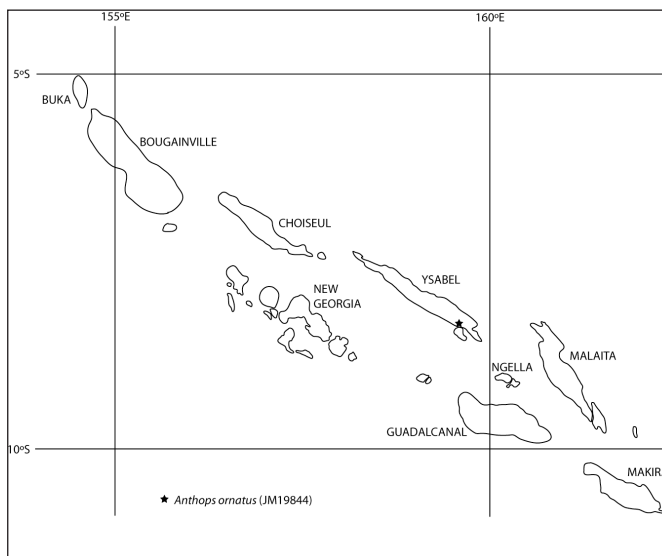 155ºE
160ºE
5ºS
BUKA
BOUGAINVILLE
CHOISEUL
YSABEL
NEW
GEORGIA
NGELLA
MALAITA
GUADALCANAL
10ºS
MAKIR
Anthops ornatus (JM19844)